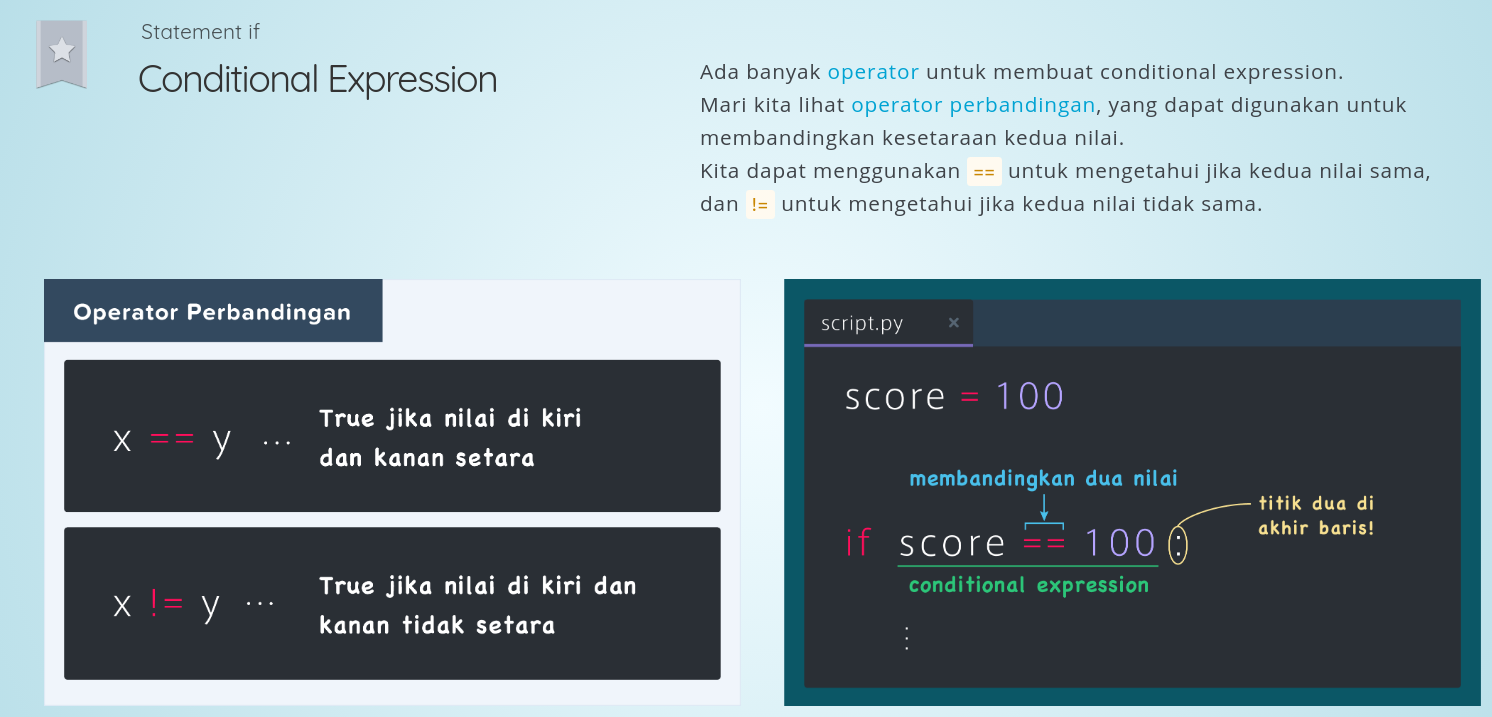 Statement if
Conditional Expression
Ada banyak operator untuk membuat conditional expression.
Mari kita lihat operator perbandingan, yang dapat digunakan untuk
membandingkan kesetaraan kedua nilai.
Kita dapat menggunakan == untuk mengetahui jika kedua nilai sama,
dan != untuk mengetahui jika kedua nilai tidak sama.
Operator Perbandingan
x == y ... True jika nilai di kiri
dan kanan setara
x != y ... True jika nilai di kiri dan
kanan tidak setara
script.py ×
score = 100
membandingkan dua nilai
titik dua di
akhir baris!
if score == 100 :
conditional expression
⋮